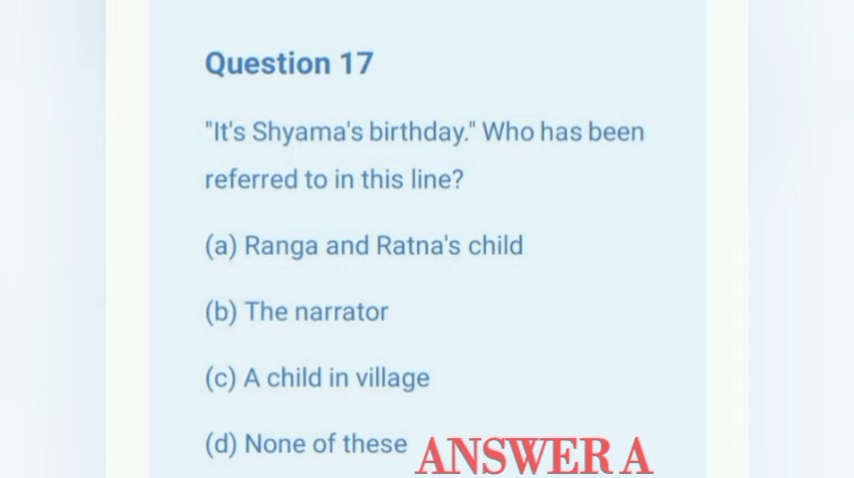 Question 17
"It's Shyama's birthday." Who has been
referred to in this line?
(a) Ranga and Ratna's child
(b) The narrator
(c) A child in village
(d) None of these
ANSWER A